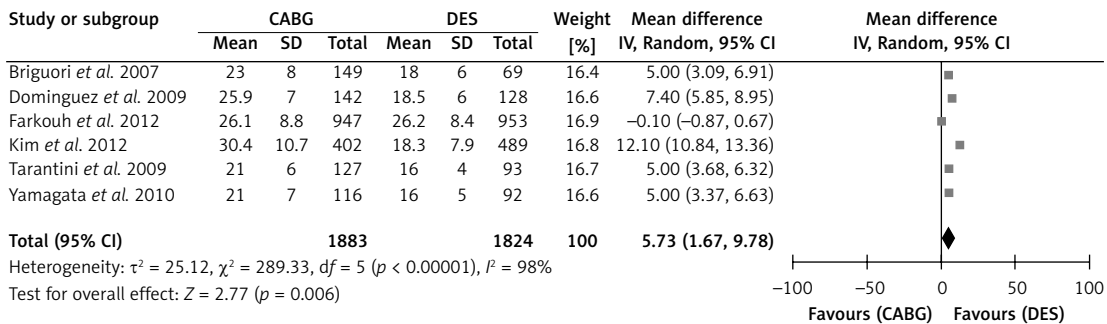 Study or subgroup CABG DES Weight Mean difference Mean difference
Mean SD Total Mean SD Total [%] IV, Random, 95% CI IV, Random, 95% CI
Briguori et al. 2007 23 8 149 18 6 69 16.4 5.00 (3.09, 6.91)
Dominguez et al. 2009 25.9 7 142 18.5 6 128 16.6 7.40 (5.85, 8.95)
Farkouh et al. 2012 26.1 8.8 947 26.2 8.4 953 16.9 −0.10 (−0.87, 0.67)
Kim et al. 2012 30.4 10.7 402 18.3 7.9 489 16.8 12.10 (10.84, 13.36)
Tarantini et al. 2009 21 6 127 16 4 93 16.7 5.00 (3.68, 6.32)
Yamagata et al. 2010 21 7 116 16 5 92 16.6 5.00 (3.37, 6.63)
Total (95% CI) 1883 1824 100 5.73 (1.67, 9.78)
Heterogeneity: τ² = 25.12, χ² = 289.33, df = 5 (p < 0.00001), I² = 98%
Test for overall effect: Z = 2.77 (p = 0.006)
−100 −50 0 50 100
Favours (CABG) Favours (DES)